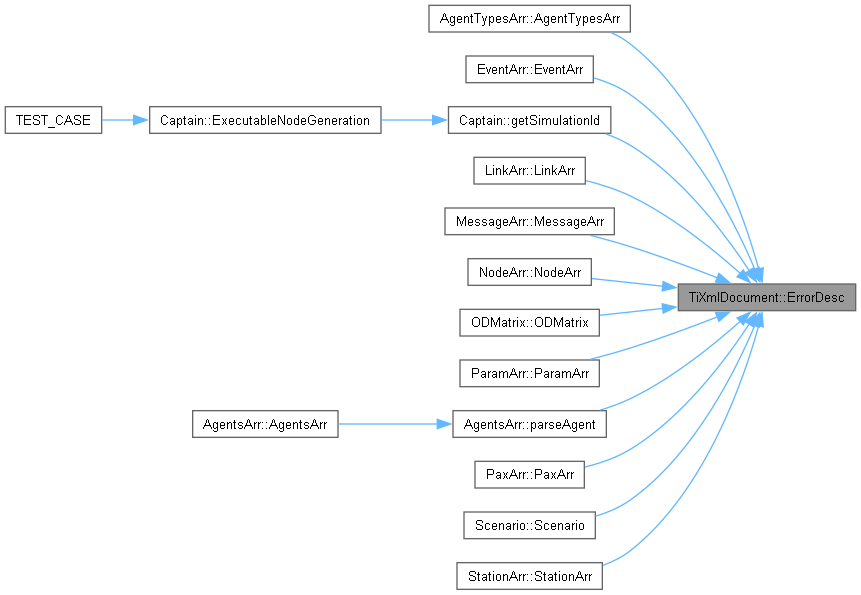 AgentTypesArr::AgentTypesArr
EventArr::EventArr
TEST_CASE
Captain::ExecutableNodeGeneration
Captain::getSimulationId
LinkArr::LinkArr
MessageArr::MessageArr
NodeArr::NodeArr
TiXmlDocument::ErrorDesc
ODMatrix::ODMatrix
ParamArr::ParamArr
AgentsArr::AgentsArr
AgentsArr::parseAgent
PaxArr::PaxArr
Scenario::Scenario
StationArr::StationArr